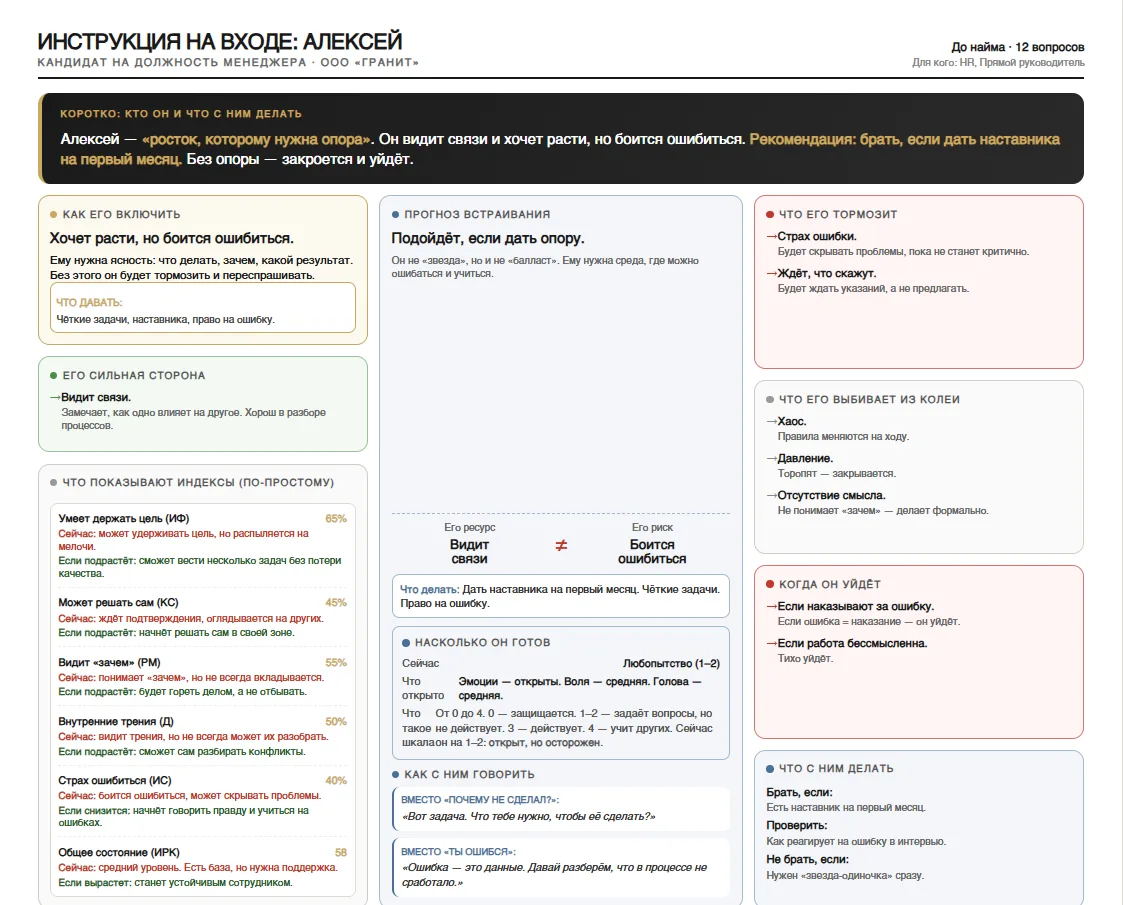 ИНСТРУКЦИЯ НА ВХОДЕ: АЛЕКСЕЙ
КАНДИДАТ НА ДОЛЖНОСТЬ МЕНЕДЖЕРА · ООО «ГРАНИТ»
До найма · 12 вопросов
Для кого: HR, Прямой руководитель
КОРОТКО: КТО ОН И ЧТО С НИМ ДЕЛАТЬ
Алексей — «росток, которому нужна опора». Он видит связи и хочет расти, но боится ошибиться. Рекомендация: брать, если дать наставника
на первый месяц. Без опоры — закроется и уйдёт.
КАК ЕГО ВКЛЮЧИТЬ
Хочет расти, но боится ошибиться.
Ему нужна ясность: что делать, зачем, какой результат.
Без этого он будет тормозить и переспрашивать.
ЧТО ДАВАТЬ:
Чёткие задачи, наставника, право на ошибку.
ЕГО СИЛЬНАЯ СТОРОНА
→Видит связи.
Замечает, как одно влияет на другое. Хорош в разборе
процессов.
ЧТО ПОКАЗЫВАЮТ ИНДЕКСЫ (ПО-ПРОСТОМУ)
Умеет держать цель (ИФ) 65%
Сейчас: может удерживать цель, но распыляется на
мелочи.
Если подрастёт: сможет вести несколько задач без потери
качества.
Может решать сам (КС) 45%
Сейчас: ждёт подтверждения, оглядывается на других.
Если подрастёт: начнёт решать сам в своей зоне.
Видит «зачем» (РМ) 55%
Сейчас: понимает «зачем», но не всегда вкладывается.
Если подрастёт: будет гореть делом, а не отбывать.
Внутренние трения (Д) 50%
Сейчас: видит трения, но не всегда может их разобрать.
Если подрастёт: сможет сам разбирать конфликты.
Страх ошибиться (ИС) 40%
Сейчас: боится ошибиться, может скрывать проблемы.
Если снизится: начнёт говорить правду и учиться на
ошибках.
Общее состояние (ИРК) 58
Сейчас: средний уровень. Есть база, но нужна поддержка.
Если вырастет: станет устойчивым сотрудником.
ПРОГНОЗ ВСТРАИВАНИЯ
Подойдёт, если дать опору.
Он не «звезда», но и не «балласт». Ему нужна среда, где можно
ошибаться и учиться.
Его ресурс
Видит
связи
≠
Его риск
Боится
ошибиться
Что делать: Дать наставника на первый месяц. Чёткие задачи.
Право на ошибку.
НАСКОЛЬКО ОН ГОТОВ
Сейчас Любопытство (1–2)
Что Эмоции — открыты. Воля — средняя. Голова —
открыто средняя.
Что От 0 до 4. 0 — защищается. 1–2 — задаёт вопросы, но
такое не действует. 3 — действует. 4 — учит других. Сейчас
шкала он на 1–2: открыт, но осторожен.
КАК С НИМ ГОВОРИТЬ
ВМЕСТО «ПОЧЕМУ НЕ СДЕЛАЛ?»:
«Вот задача. Что тебе нужно, чтобы её сделать?»
ВМЕСТО «ТЫ ОШИБСЯ»:
«Ошибка — это данные. Давай разберём, что в процессе не
сработало.»
ЧТО ЕГО ТОРМОЗИТ
→Страх ошибки.
Будет скрывать проблемы, пока не станет критично.
→Ждёт, что скажут.
Будет ждать указаний, а не предлагать.
ЧТО ЕГО ВЫБИВАЕТ ИЗ КОЛЕИ
→Хаос.
Правила меняются на ходу.
→Давление.
Торопят — закрывается.
→Отсутствие смысла.
Не понимает «зачем» — делает формально.
КОГДА ОН УЙДЁТ
→Если наказывают за ошибку.
Если ошибка = наказание — он уйдёт.
→Если работа бессмысленна.
Тихо уйдёт.
ЧТО С НИМ ДЕЛАТЬ
Брать, если:
Есть наставник на первый месяц.
Проверить:
Как реагирует на ошибку в интервью.
Не брать, если:
Нужен «звезда-одиночка» сразу.